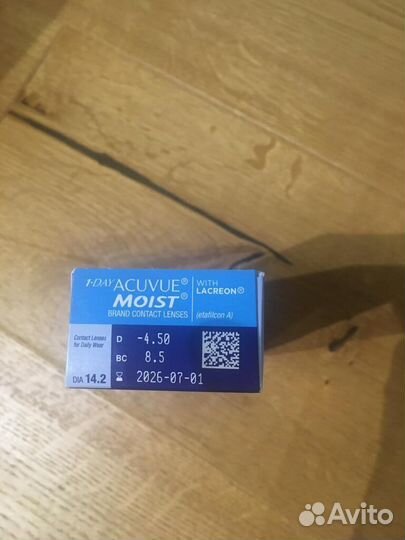 1-DAY ACUVUE®
MOIST®
BRAND CONTACT LENSES
WITH
LACREON®
(etafilcon A)
Contact Lenses
for Daily Wear
D -4.50
BC 8.5
2026-07-01
DIA 14.2
Avito